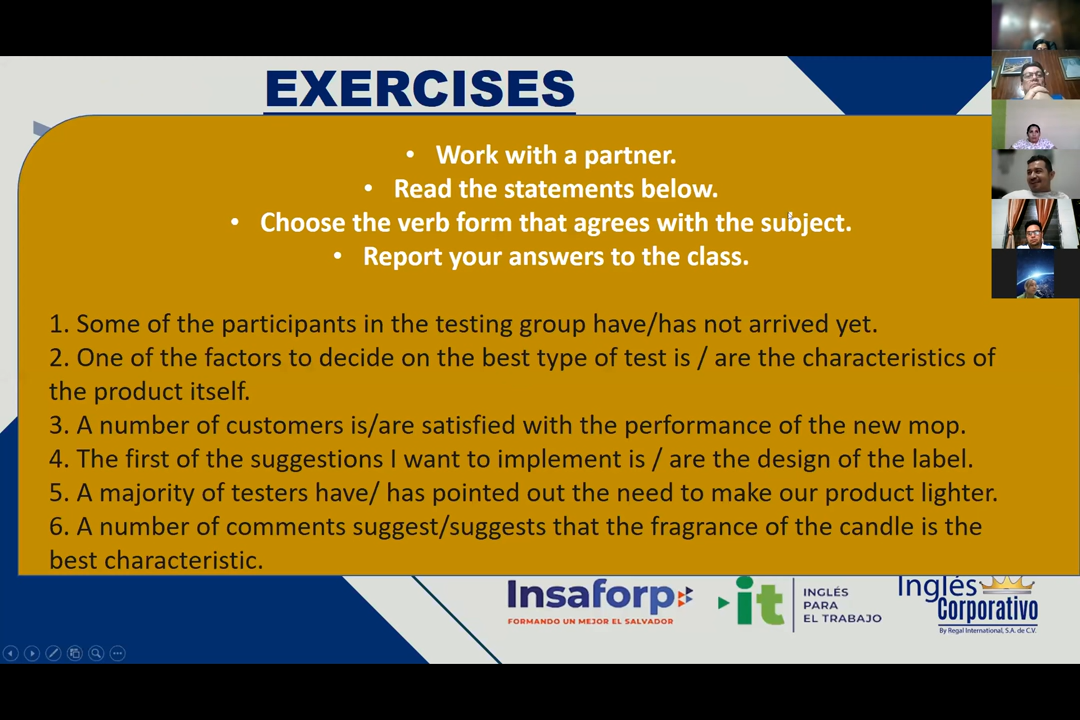 EXERCISES
• Work with a partner.
• Read the statements below.
• Choose the verb form that agrees with the subject.
• Report your answers to the class.
1. Some of the participants in the testing group have/has not arrived yet.
2. One of the factors to decide on the best type of test is / are the characteristics of
the product itself.
3. A number of customers is/are satisfied with the performance of the new mop.
4. The first of the suggestions I want to implement is / are the design of the label.
5. A majority of testers have/ has pointed out the need to make our product lighter.
6. A number of comments suggest/suggests that the fragrance of the candle is the
best characteristic.
Insaforp
FORMANDO UN MEJOR EL SALVADOR
it
INGLÉS
PARA
EL TRABAJO
Inglés
Corporativo
By Regal International, S.A. de C.V.